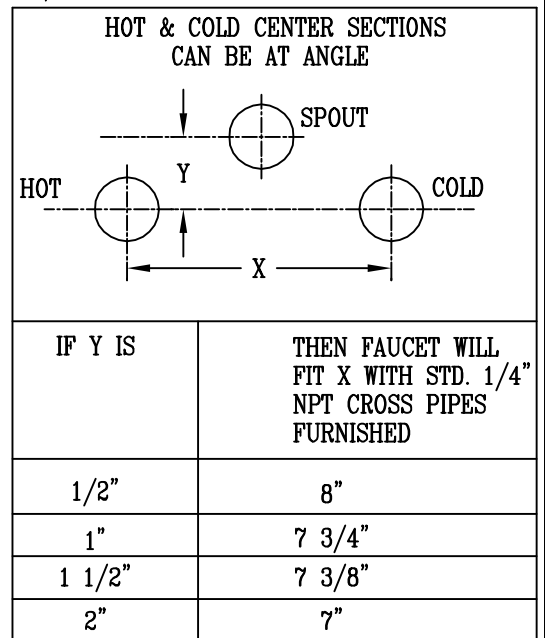 HOT & COLD CENTER SECTIONS
CAN BE AT ANGLE
SPOUT
Y
HOT
COLD
X
IF Y IS
THEN FAUCET WILL
FIT X WITH STD. 1/4"
NPT CROSS PIPES
FURNISHED
1/2" 8"
1" 7 3/4"
1 1/2" 7 3/8"
2" 7"